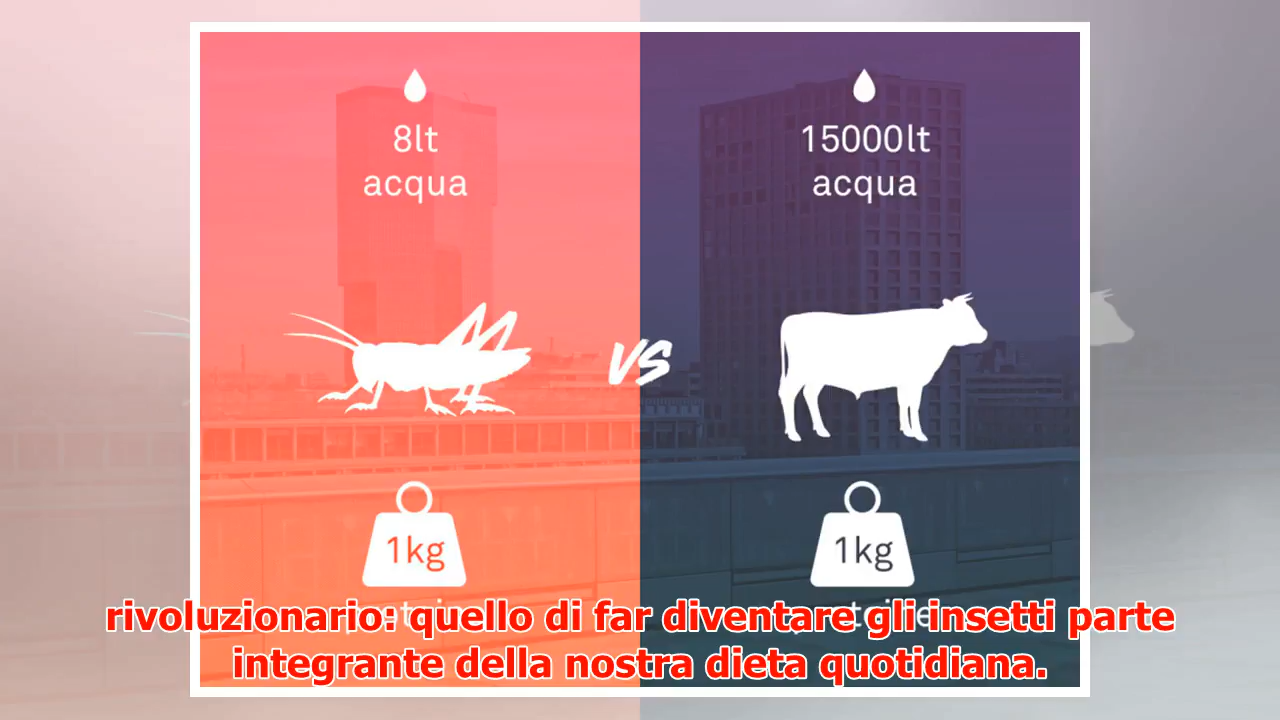 8lt
acqua
15000lt
acqua
VS
1kg
1kg
rivoluzionario: quello di far diventare gli insetti parte
integrante della nostra dieta quotidiana.